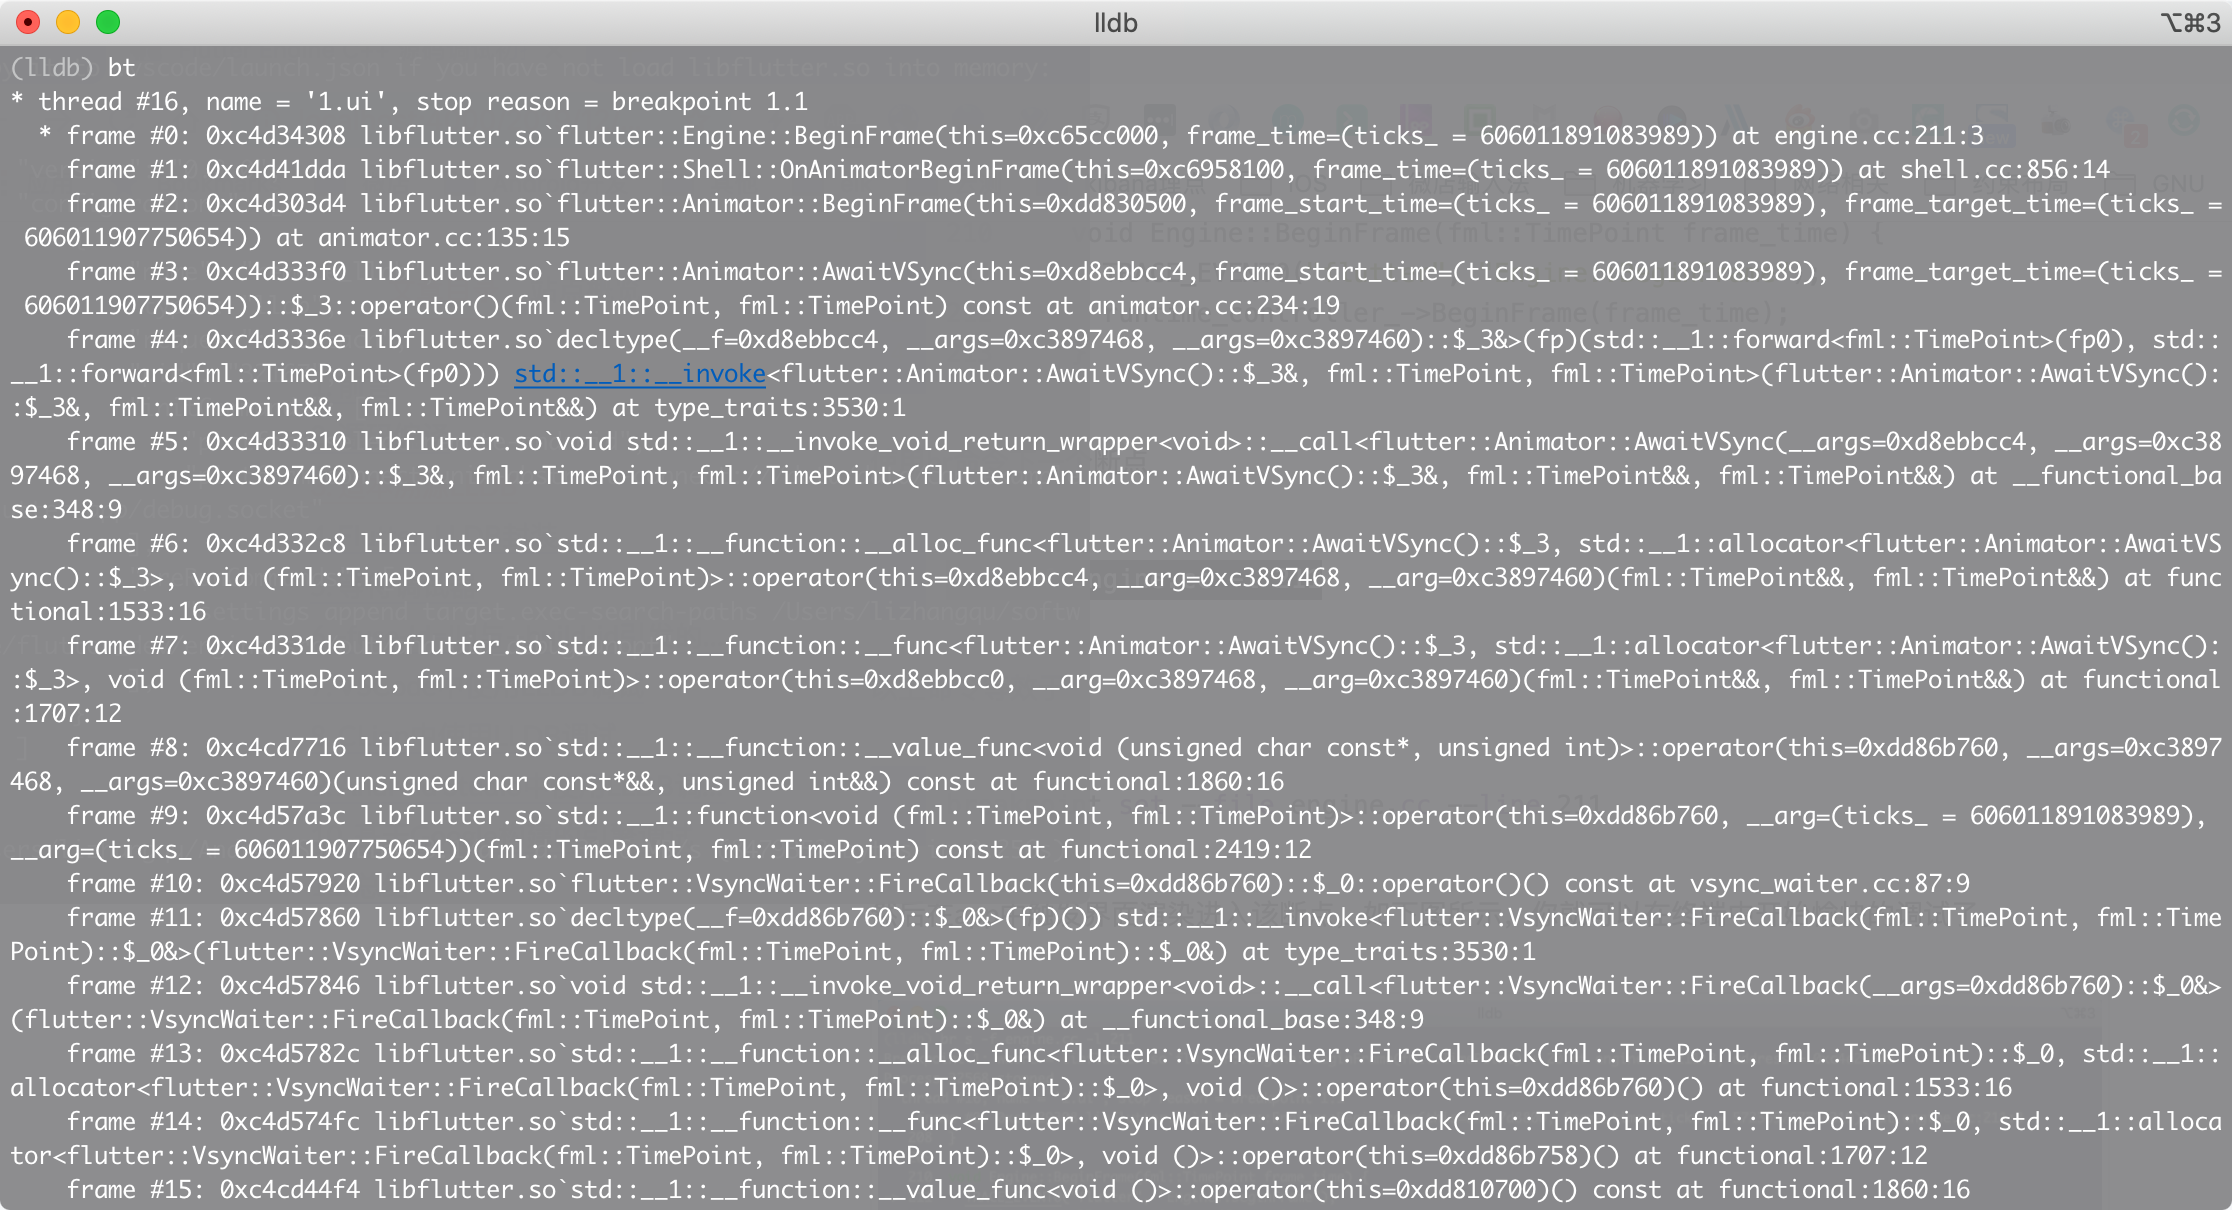 lldb
⌥⌘3
(lldb) bt
* thread #16, name = '1.ui', stop reason = breakpoint 1.1
  * frame #0: 0xc4d34308 libflutter.so`flutter::Engine::BeginFrame(this=0xc65cc000, frame_time=(ticks_ = 606011891083989)) at engine.cc:211:3
    frame #1: 0xc4d41dda libflutter.so`flutter::Shell::OnAnimatorBeginFrame(this=0xc6958100, frame_time=(ticks_ = 606011891083989)) at shell.cc:856:14
    frame #2: 0xc4d303d4 libflutter.so`flutter::Animator::BeginFrame(this=0xdd830500, frame_start_time=(ticks_ = 606011891083989), frame_target_time=(ticks_ =
 606011907750654)) at animator.cc:135:15
    frame #3: 0xc4d333f0 libflutter.so`flutter::Animator::AwaitVSync(this=0xd8ebbcc4, frame_start_time=(ticks_ = 606011891083989), frame_target_time=(ticks_ =
 606011907750654))::$_3::operator()(fml::TimePoint, fml::TimePoint) const at animator.cc:234:19
    frame #4: 0xc4d3336e libflutter.so`decltype(__f=0xd8ebbcc4, __args=0xc3897468, __args=0xc3897460)::$_3&>(fp)(std::__1::forward<fml::TimePoint>(fp0), std::
__1::forward<fml::TimePoint>(fp0))) std::__1::__invoke<flutter::Animator::AwaitVSync()::$_3&, fml::TimePoint, fml::TimePoint>(flutter::Animator::AwaitVSync():
:$_3&, fml::TimePoint&&, fml::TimePoint&&) at type_traits:3530:1
    frame #5: 0xc4d33310 libflutter.so`void std::__1::__invoke_void_return_wrapper<void>::__call<flutter::Animator::AwaitVSync(__args=0xd8ebbcc4, __args=0xc38
97468, __args=0xc3897460)::$_3&, fml::TimePoint, fml::TimePoint>(flutter::Animator::AwaitVSync()::$_3&, fml::TimePoint&&, fml::TimePoint&&) at __functional_ba
se:348:9
    frame #6: 0xc4d332c8 libflutter.so`std::__1::__function::__alloc_func<flutter::Animator::AwaitVSync()::$_3, std::__1::allocator<flutter::Animator::AwaitVS
ync()::$_3>, void (fml::TimePoint, fml::TimePoint)>::operator(this=0xd8ebbcc4, __arg=0xc3897468, __arg=0xc3897460)(fml::TimePoint&&, fml::TimePoint&&) at func
tional:1533:16
    frame #7: 0xc4d331dc libflutter.so`std::__1::__function::__func<flutter::Animator::AwaitVSync()::$_3, std::__1::allocator<flutter::Animator::AwaitVSync():
:$_3>, void (fml::TimePoint, fml::TimePoint)>::operator(this=0xd8ebbcc0, __arg=0xc3897468, __arg=0xc3897460)(fml::TimePoint&&, fml::TimePoint&&) at functional
:1707:12
    frame #8: 0xc4cd7716 libflutter.so`std::__1::__function::__value_func<void (unsigned char const*, unsigned int)>::operator(this=0xdd86b760, __args=0xc3897
468, __args=0xc3897460)(unsigned char const*&&, unsigned int&&) const at functional:1860:16
    frame #9: 0xc4d57a3c libflutter.so`std::__1::function<void (fml::TimePoint, fml::TimePoint)>::operator(this=0xdd86b760, __arg=(ticks_ = 606011891083989),
__arg=(ticks_ = 606011907750654))(fml::TimePoint, fml::TimePoint) const at functional:2419:12
    frame #10: 0xc4d57920 libflutter.so`flutter::VsyncWaiter::FireCallback(this=0xdd86b760)::$_0::operator()() const at vsync_waiter.cc:87:9
    frame #11: 0xc4d57860 libflutter.so`decltype(__f=0xdd86b760)::$_0&>(fp)()) std::__1::__invoke<flutter::VsyncWaiter::FireCallback(fml::TimePoint, fml::Time
Point)::$_0&>(flutter::VsyncWaiter::FireCallback(fml::TimePoint, fml::TimePoint)::$_0&) at type_traits:3530:1
    frame #12: 0xc4d57846 libflutter.so`void std::__1::__invoke_void_return_wrapper<void>::__call<flutter::VsyncWaiter::FireCallback(__args=0xdd86b760)::$_0&>
(flutter::VsyncWaiter::FireCallback(fml::TimePoint, fml::TimePoint)::$_0&) at __functional_base:348:9
    frame #13: 0xc4d5782c libflutter.so`std::__1::__function::__alloc_func<flutter::VsyncWaiter::FireCallback(fml::TimePoint, fml::TimePoint)::$_0, std::__1::
allocator<flutter::VsyncWaiter::FireCallback(fml::TimePoint, fml::TimePoint)::$_0>, void ()>::operator(this=0xdd86b760)() at functional:1533:16
    frame #14: 0xc4d574fc libflutter.so`std::__1::__function::__func<flutter::VsyncWaiter::FireCallback(fml::TimePoint, fml::TimePoint)::$_0, std::__1::alloca
tor<flutter::VsyncWaiter::FireCallback(fml::TimePoint, fml::TimePoint)::$_0>, void ()>::operator(this=0xdd86b758)() at functional:1707:12
    frame #15: 0xc4cd44f4 libflutter.so`std::__1::__function::__value_func<void ()>::operator(this=0xdd810700)() const at functional:1860:16